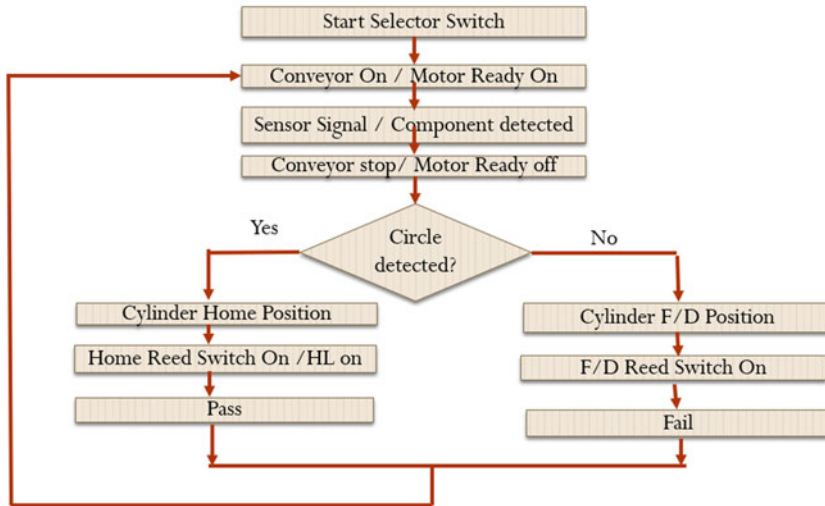 Start Selector Switch
Conveyor On / Motor Ready On
Sensor Signal / Component detected
Conveyor stop/ Motor Ready off
Circle
detected?
Yes
No
Cylinder Home Position
Home Reed Switch On /HL on
Pass
Cylinder F/D Position
F/D Reed Switch On
Fail